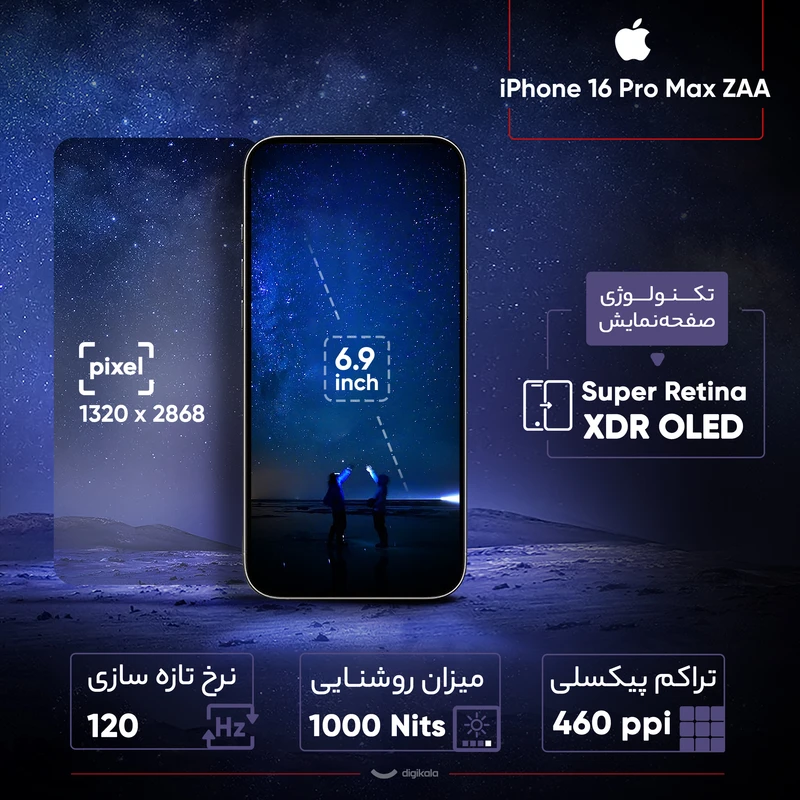 iPhone 16 Pro Max ZAA
تکنولوژی
صفحه‌نمایش
Super Retina
XDR OLED
6.9
inch
pixel
1320 x 2868
تراکم پیکسلی
460 ppi
میزان روشنایی
1000 Nits
نرخ تازه سازی
120
Hz
digikala